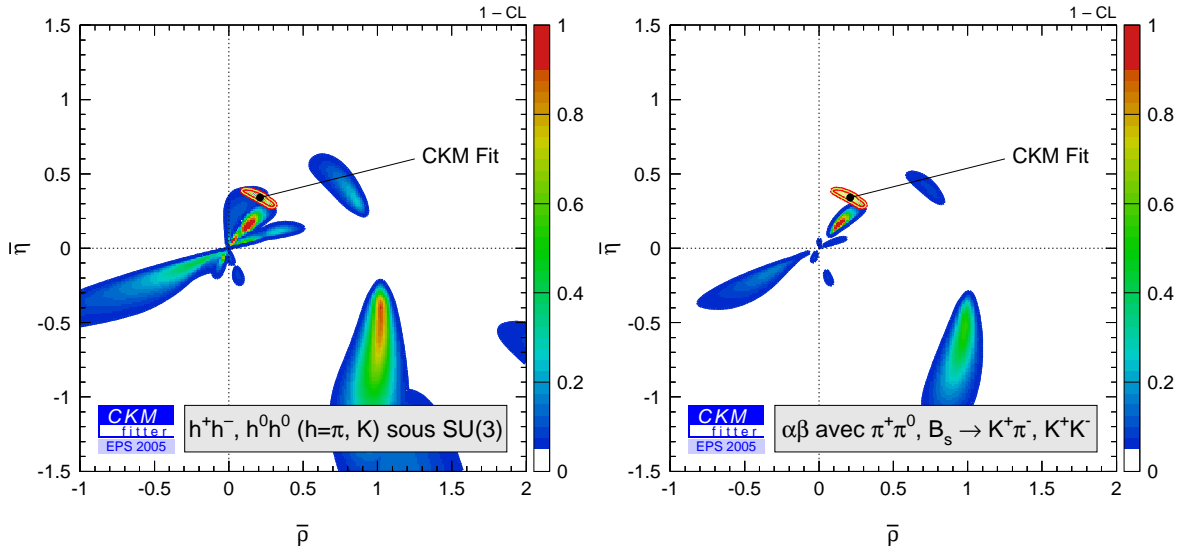 1 – CL
1.5
1
0.5
0
-0.5
-1
-1.5
η̄
-1
-0.5
0
0.5
1
1.5
2
ρ̄
1
0.8
0.6
0.4
0.2
0
CKM Fit
CKM
fitter
EPS 2005
h⁺h⁻, h⁰h⁰ (h=π, K) sous SU(3)
1 – CL
1.5
1
0.5
0
-0.5
-1
-1.5
η̄
-1
-0.5
0
0.5
1
1.5
2
ρ̄
1
0.8
0.6
0.4
0.2
0
CKM Fit
CKM
fitter
EPS 2005
αβ avec π⁺π⁰, Bₛ → K⁺π⁻, K⁺K⁻